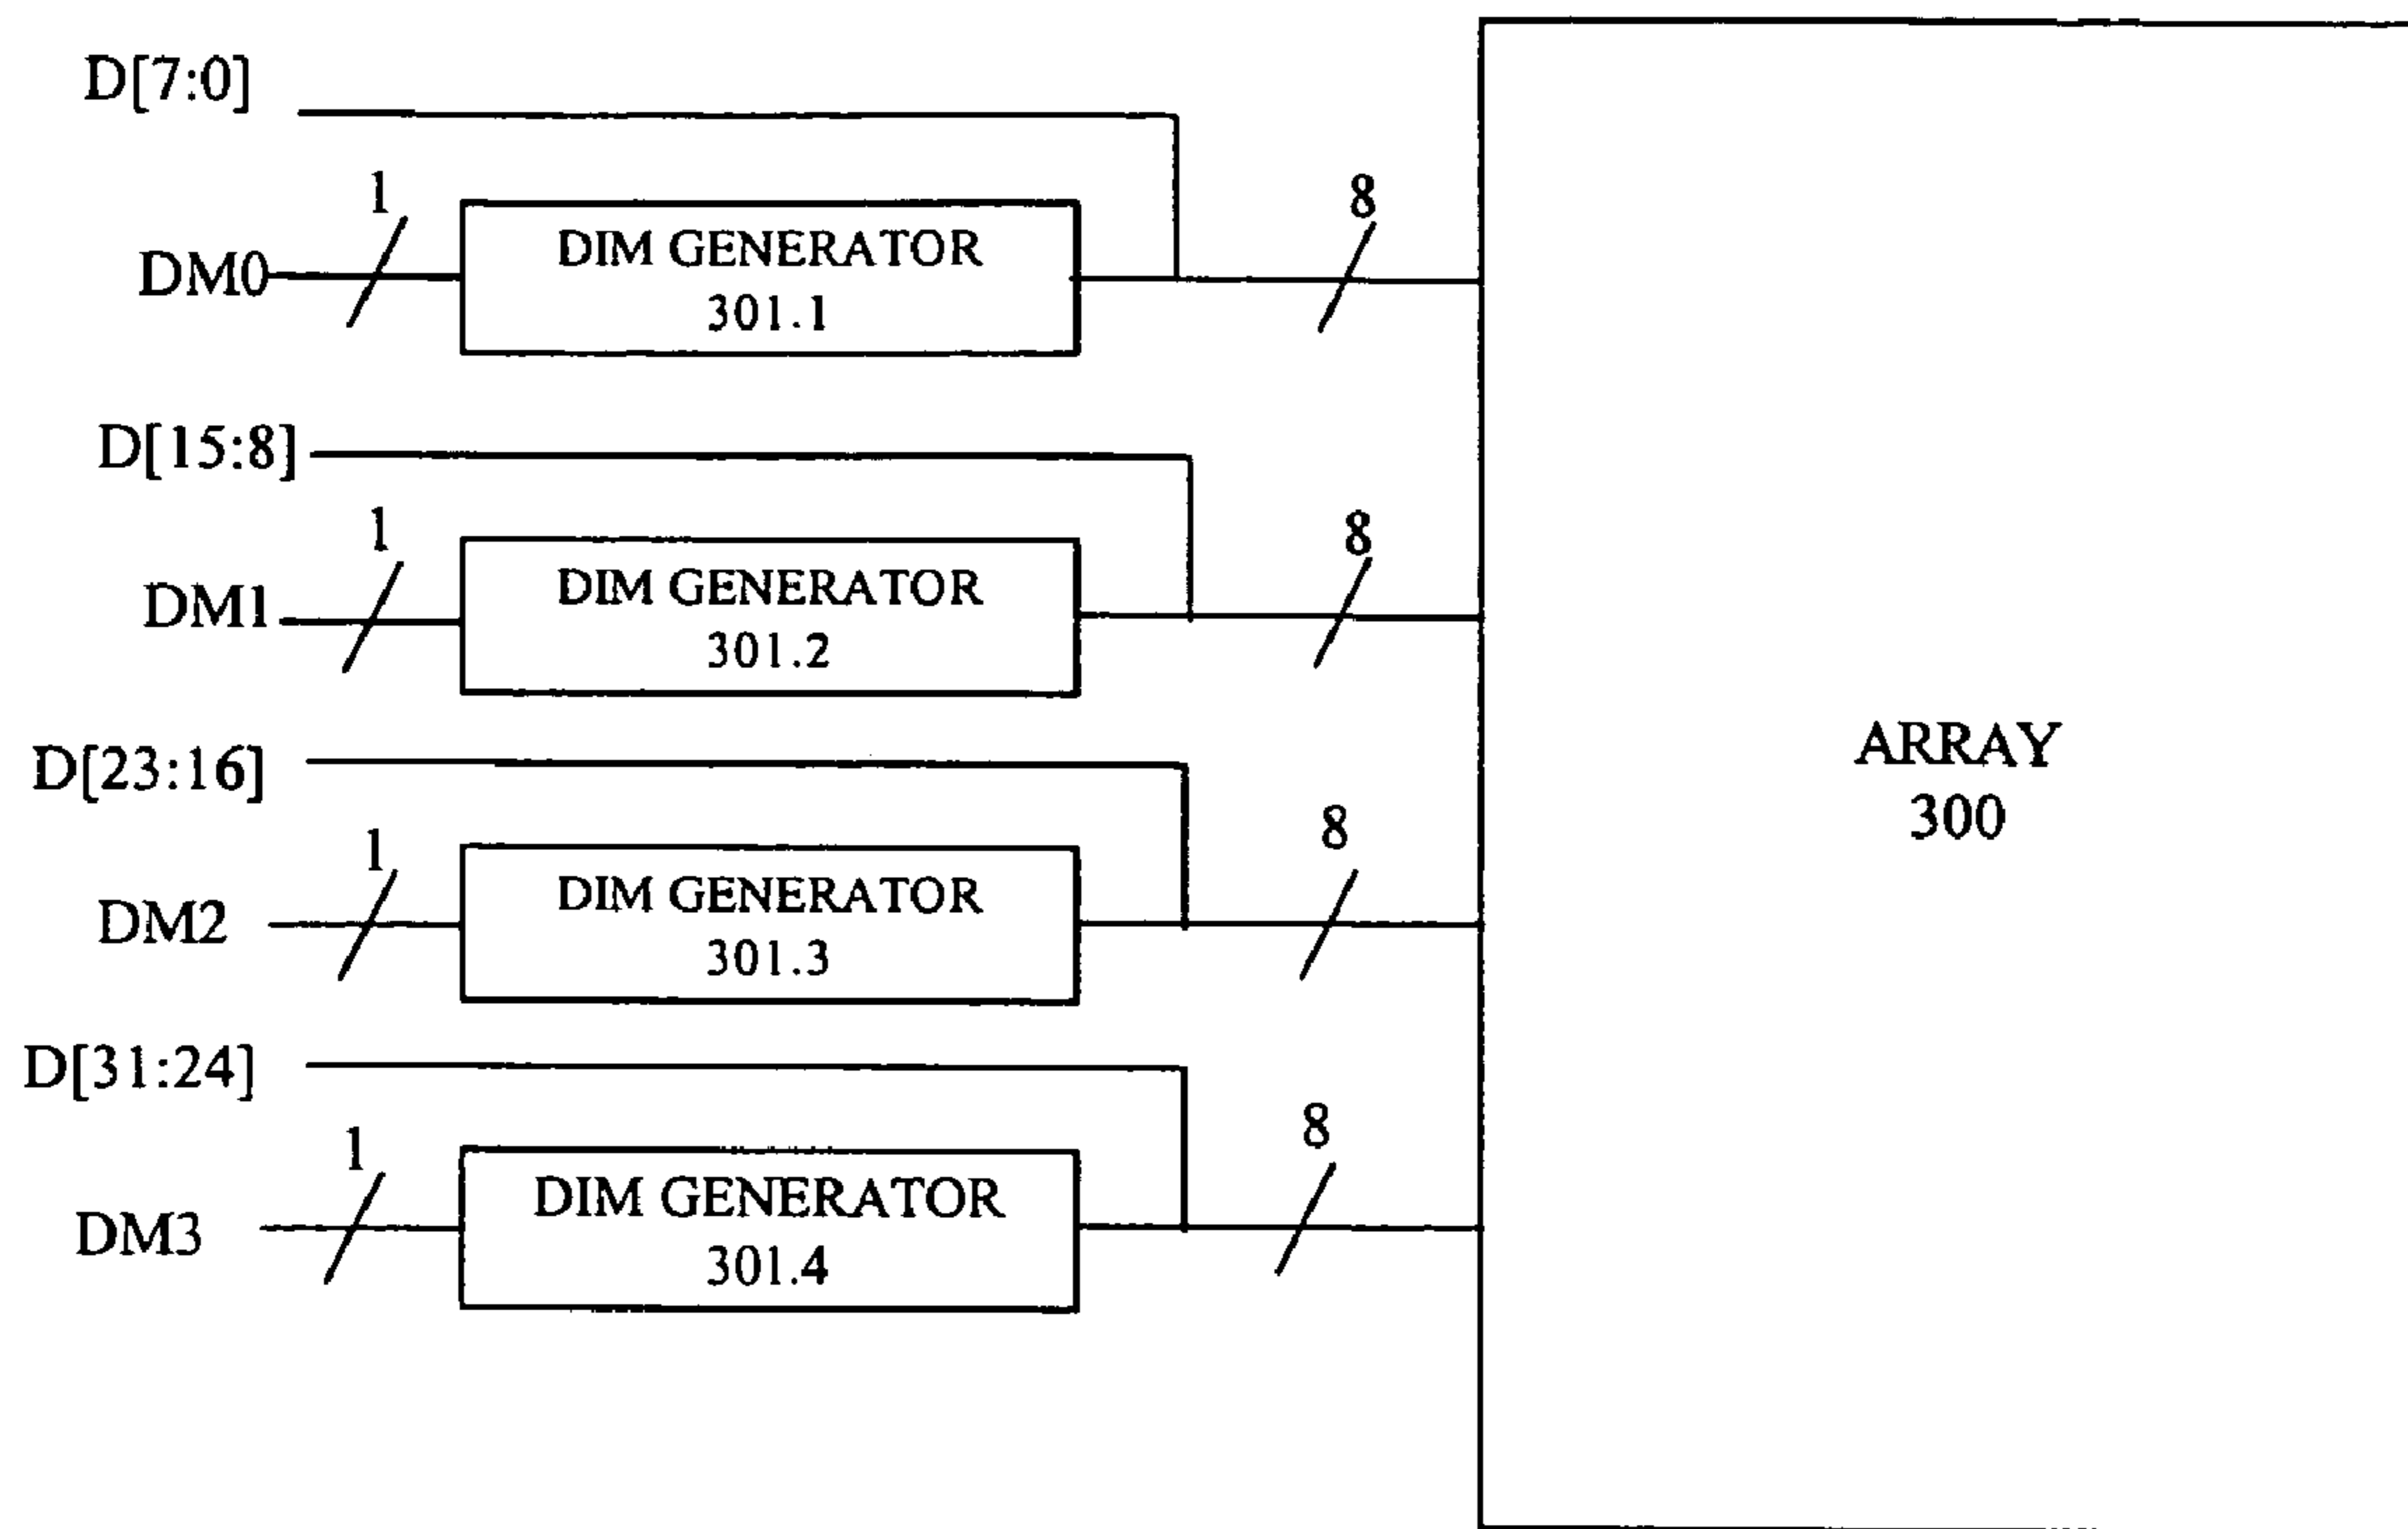 D[7:0]
1
8
DM0
DIM GENERATOR
301.1
D[15:8]
1
8
DM1
DIM GENERATOR
301.2
D[23:16]
1
8
DM2
DIM GENERATOR
301.3
ARRAY
300
D[31:24]
1
8
DM3
DIM GENERATOR
301.4